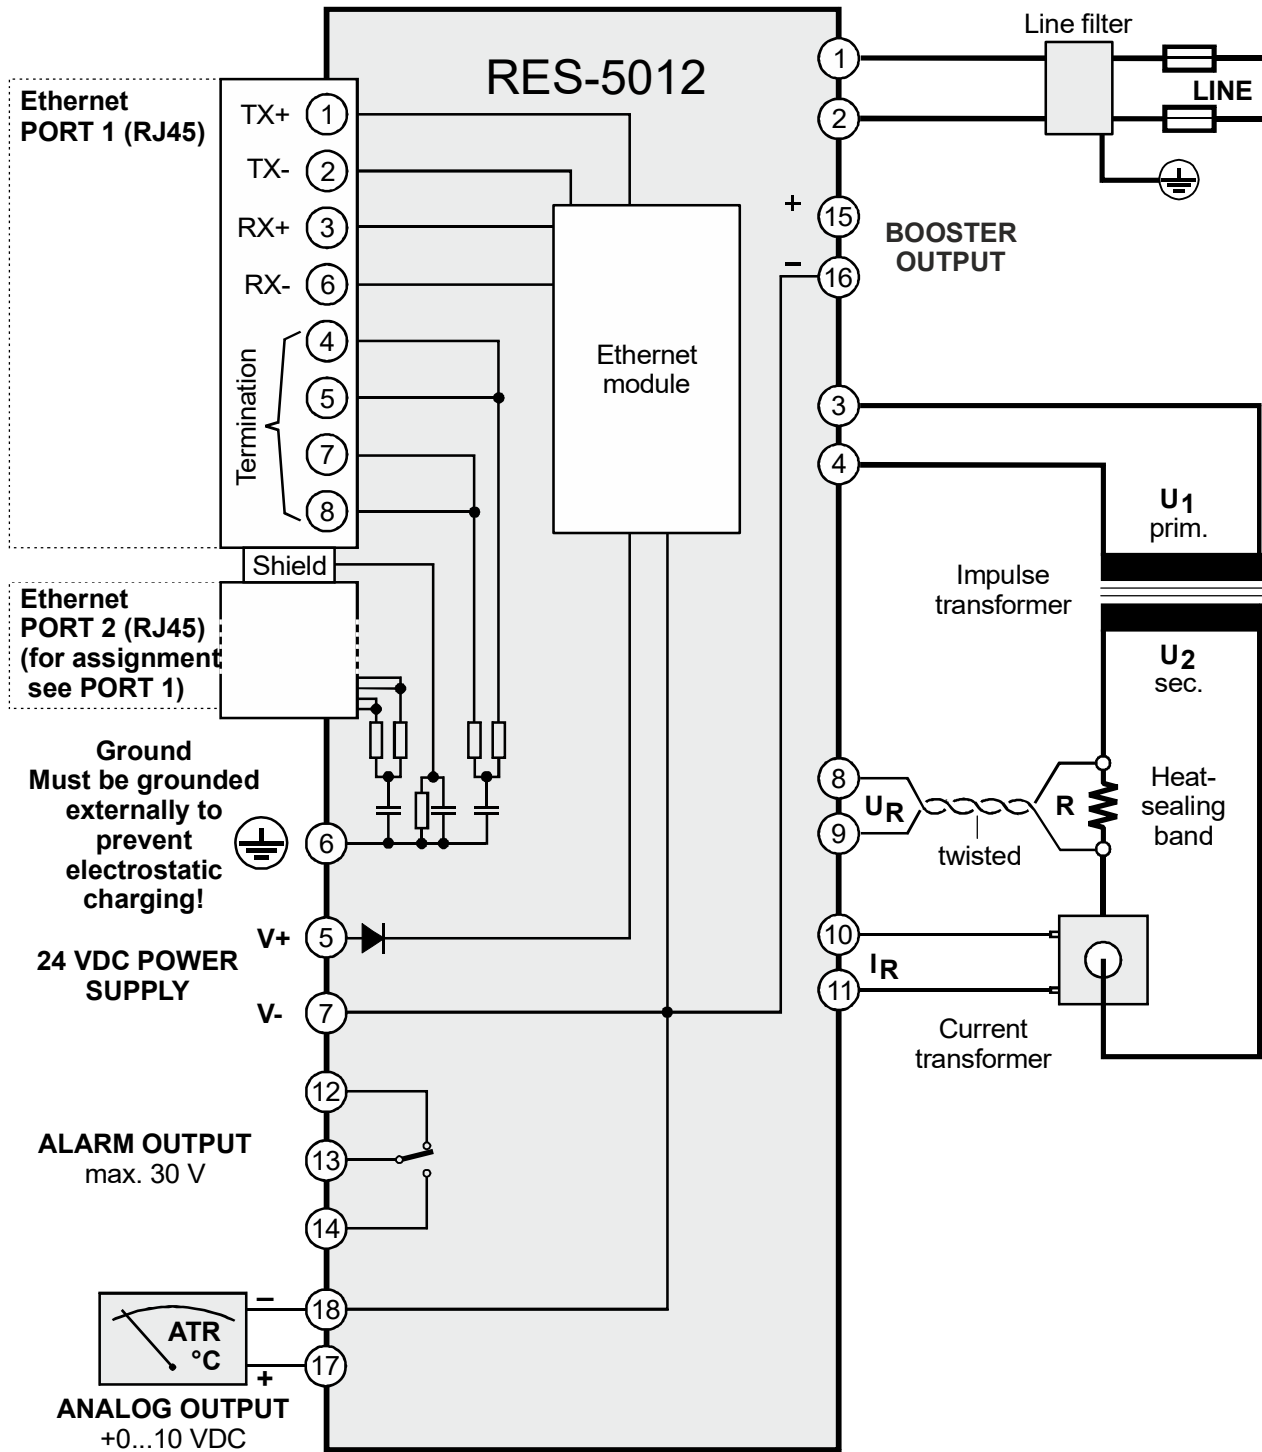 RES-5012
Line filter
LINE
1
2
Ethernet
PORT 1 (RJ45)
TX+ 1
TX- 2
RX+ 3
RX- 6
Termination
4
5
7
8
Shield
Ethernet
PORT 2 (RJ45)
(for assignment
see PORT 1)
Ethernet
module
+ 15
– 16
BOOSTER
OUTPUT
3
4
U1
prim.
Impulse
transformer
U2
sec.
Ground
Must be grounded
externally to
prevent
electrostatic
charging!
6
8
9
UR
twisted
R
Heat-
sealing
band
10
11
IR
Current
transformer
24 VDC POWER
SUPPLY
V+ 5
V- 7
12
13
14
ALARM OUTPUT
max. 30 V
ATR
°C
– 18
+ 17
ANALOG OUTPUT
+0...10 VDC